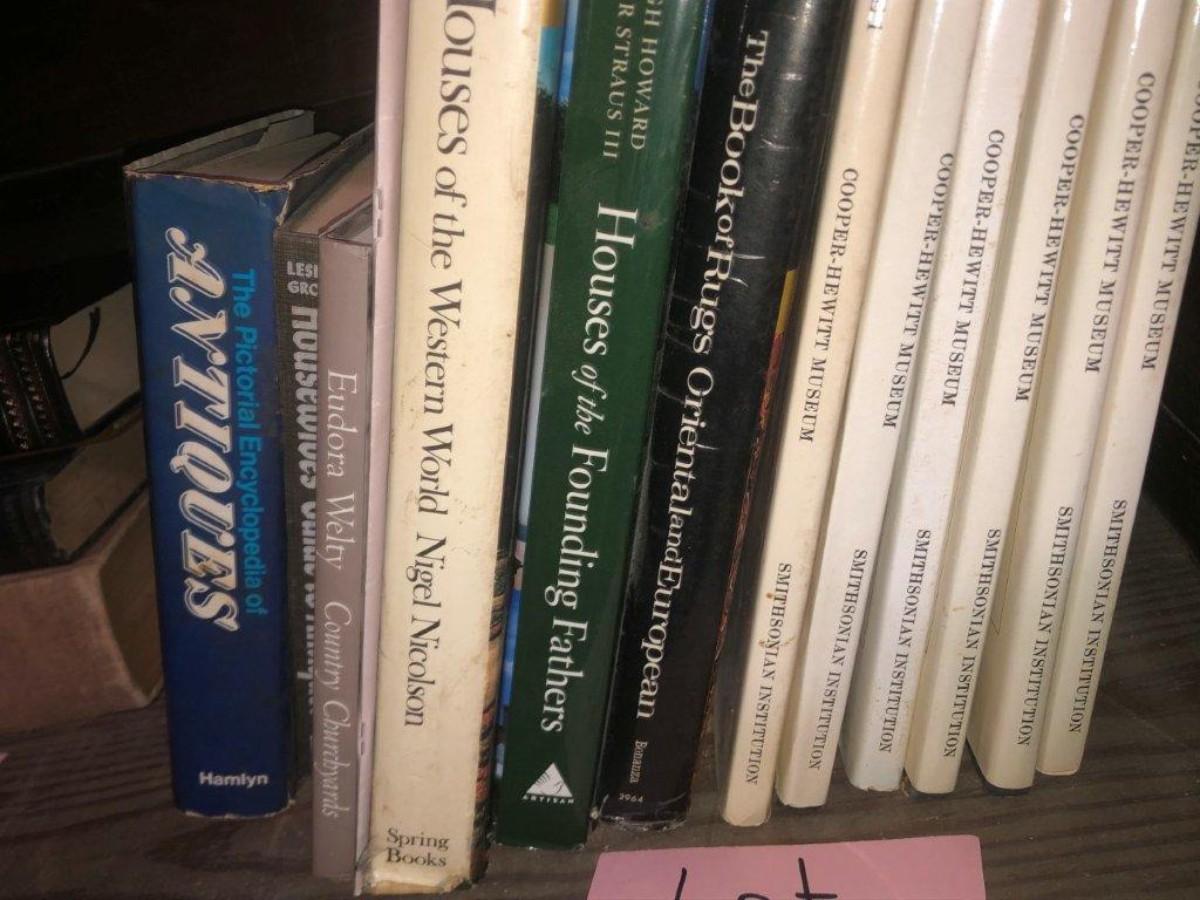 The Pictorial Encyclopedia of
ANTIQUES
Hamlyn
Eudora Welty Country Churchyards
Houses of the Western World Nigel Nicolson
Spring
Books
HOWARD
STRAUS III
Houses of the Founding Fathers
ARTISAN
The Book of Rugs Oriental and European
Bonanza
2964
COOPER-HEWITT MUSEUM SMITHSONIAN INSTITUTION
COOPER-HEWITT MUSEUM SMITHSONIAN INSTITUTION
COOPER-HEWITT MUSEUM SMITHSONIAN INSTITUTION
COOPER-HEWITT MUSEUM SMITHSONIAN INSTITUTION
COOPER-HEWITT MUSEUM SMITHSONIAN INSTITUTION
COOPER-HEWITT MUSEUM SMITHSONIAN INSTITUTION
Lot